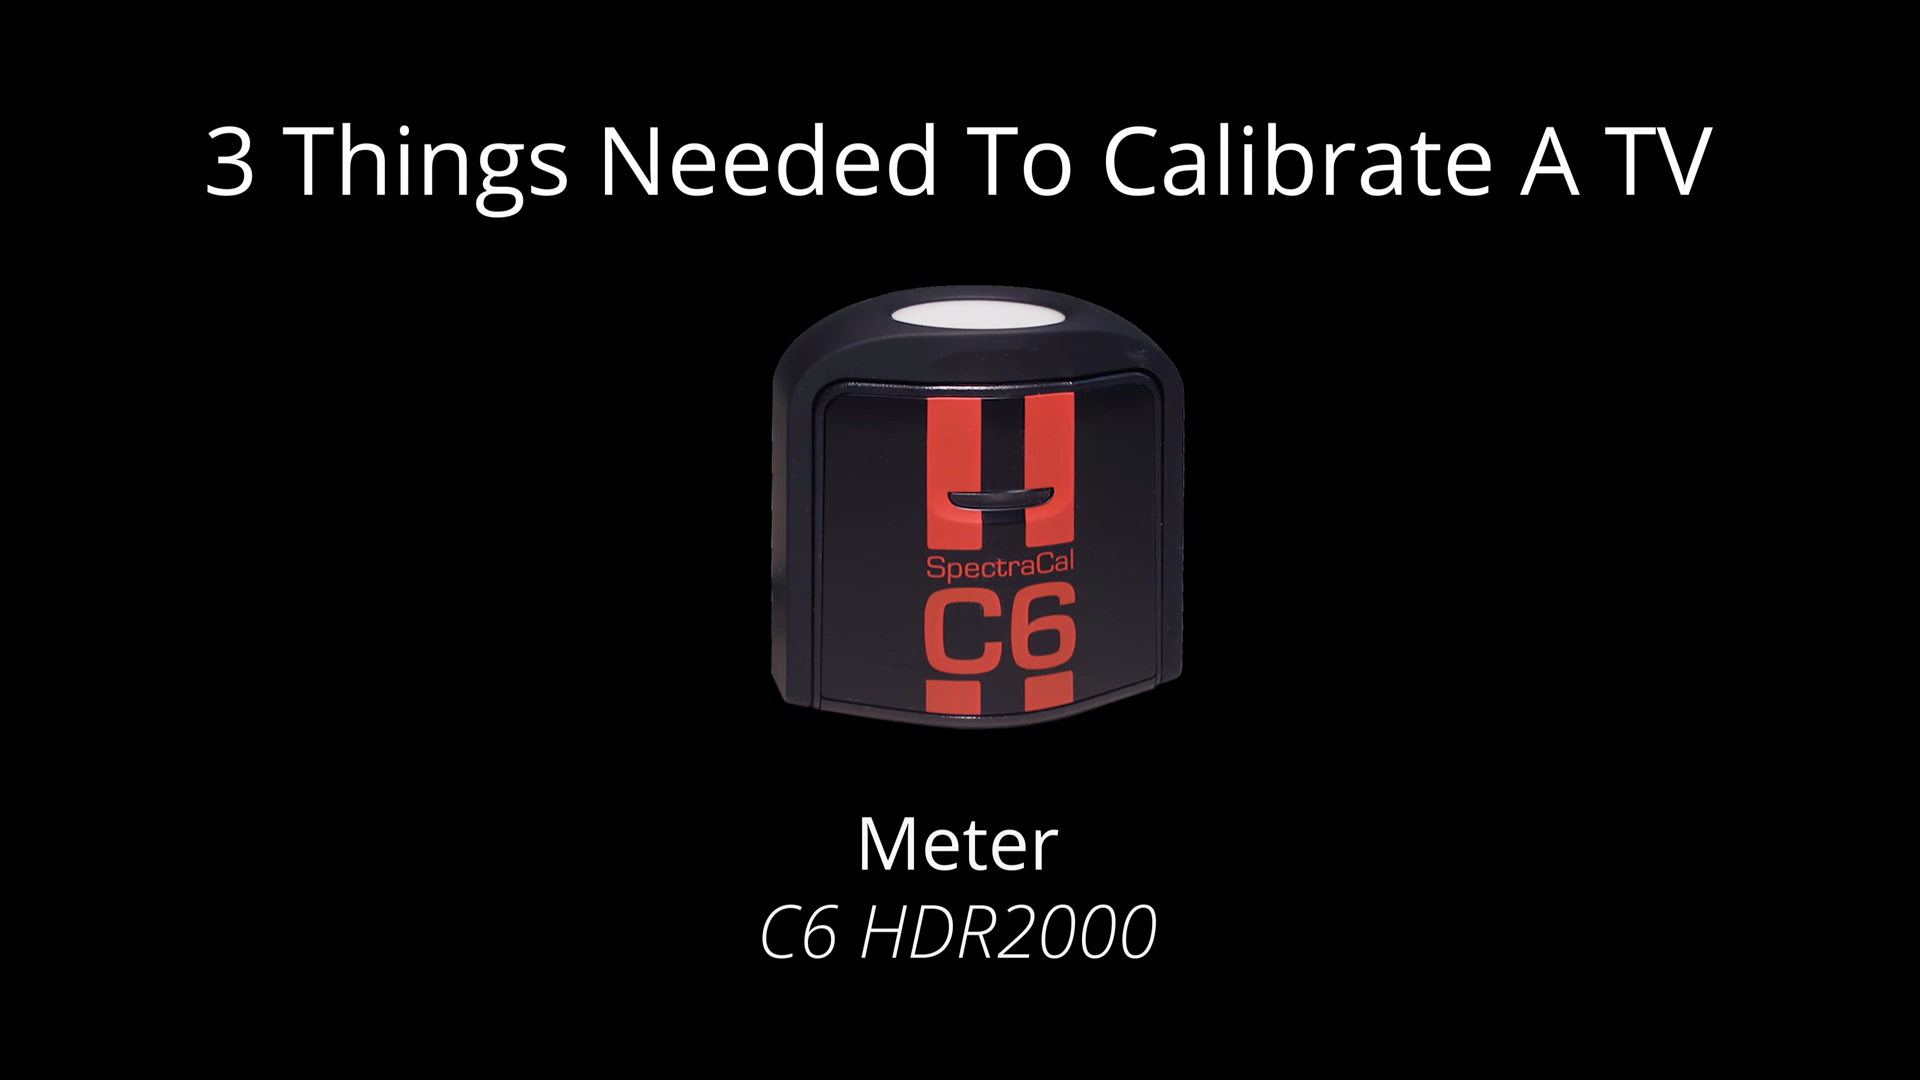 3 Things Needed To Calibrate A TV
SpectraCal
C6
Meter
C6 HDR2000